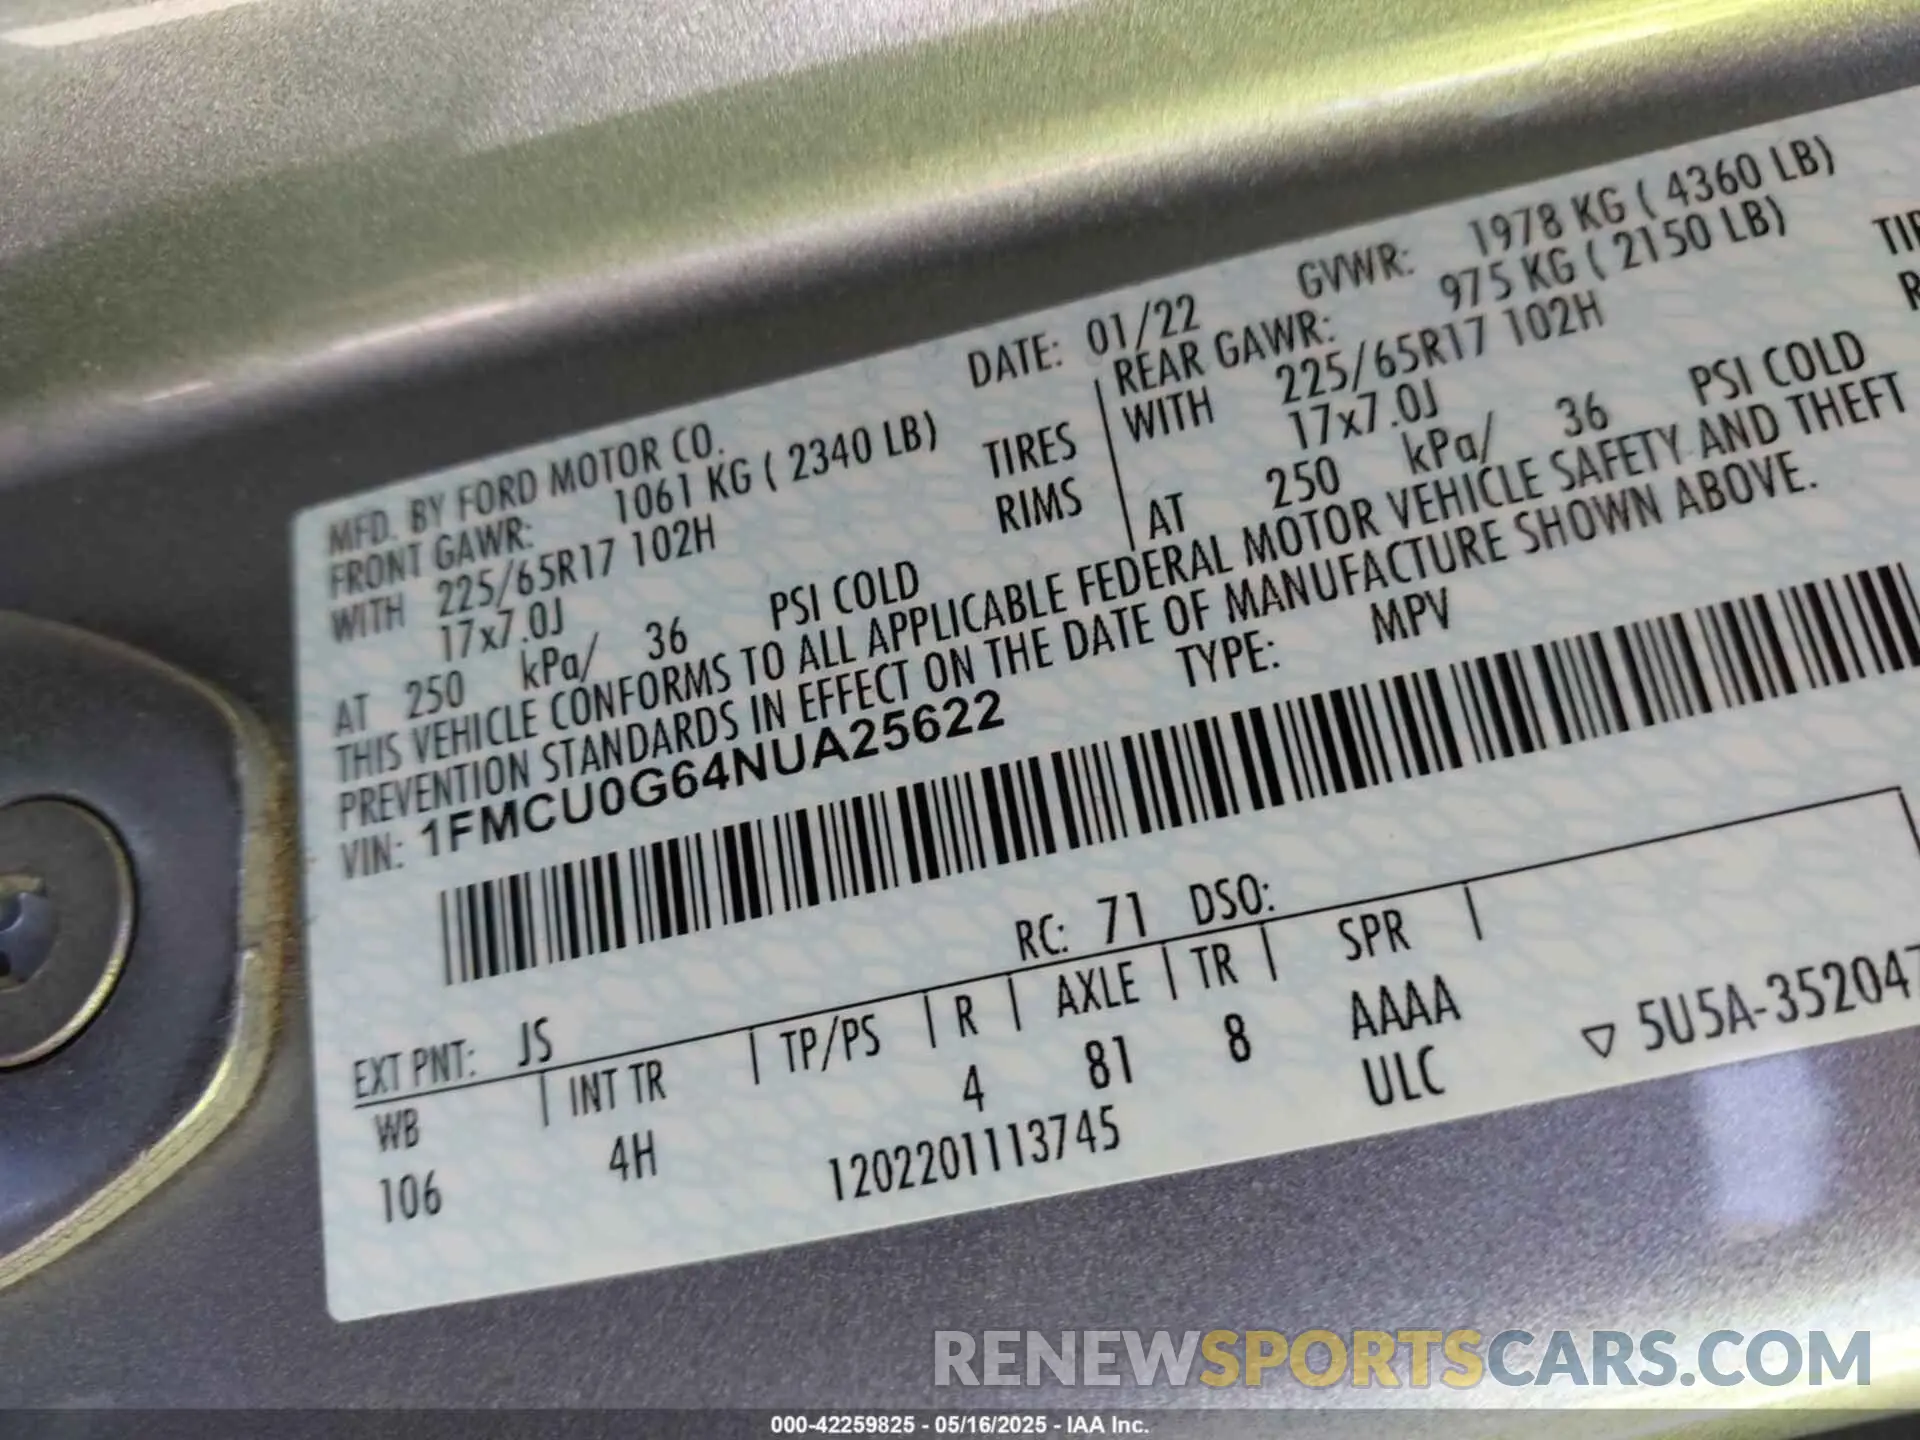 MFD. BY FORD MOTOR CO. DATE: 01/22 GVWR: 1978 KG ( 4360 LB)
FRONT GAWR: 1061 KG ( 2340 LB) REAR GAWR: 975 KG ( 2150 LB)
WITH 225/65R17 102H TIRES WITH 225/65R17 102H
17x7.0J RIMS 17x7.0J
AT 250 kPa/ 36 PSI COLD AT 250 kPa/ 36 PSI COLD
THIS VEHICLE CONFORMS TO ALL APPLICABLE FEDERAL MOTOR VEHICLE SAFETY AND THEFT
PREVENTION STANDARDS IN EFFECT ON THE DATE OF MANUFACTURE SHOWN ABOVE.
VIN: 1FMCU0G64NUA25622 TYPE: MPV
RC: 71 DSO:
EXT PNT: JS
WB INT TR TP/PS R AXLE TR SPR
106 4H 4 81 8 AAAA
1202201113745 ULC
5U5A-352047
RENEWSPORTSCARS.COM
000-42259825 - 05/16/2025 - IAA Inc.